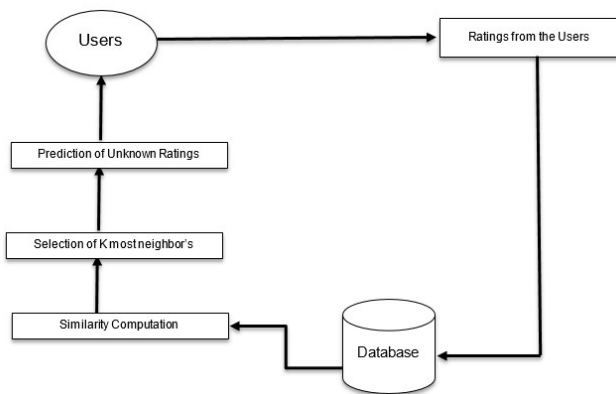 Users
Ratings from the Users
Prediction of Unknown Ratings
Selection of K most neighbor's
Similarity Computation
Database